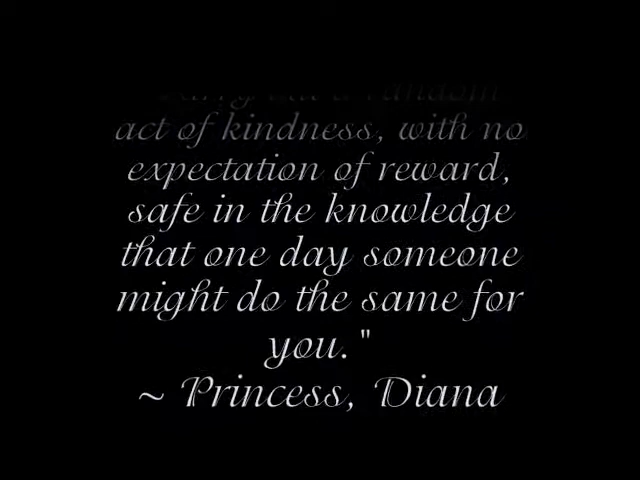 act of kindness, with no
expectation of reward,
safe in the knowledge
that one day someone
might do the same for
you."
~ Princess, Diana